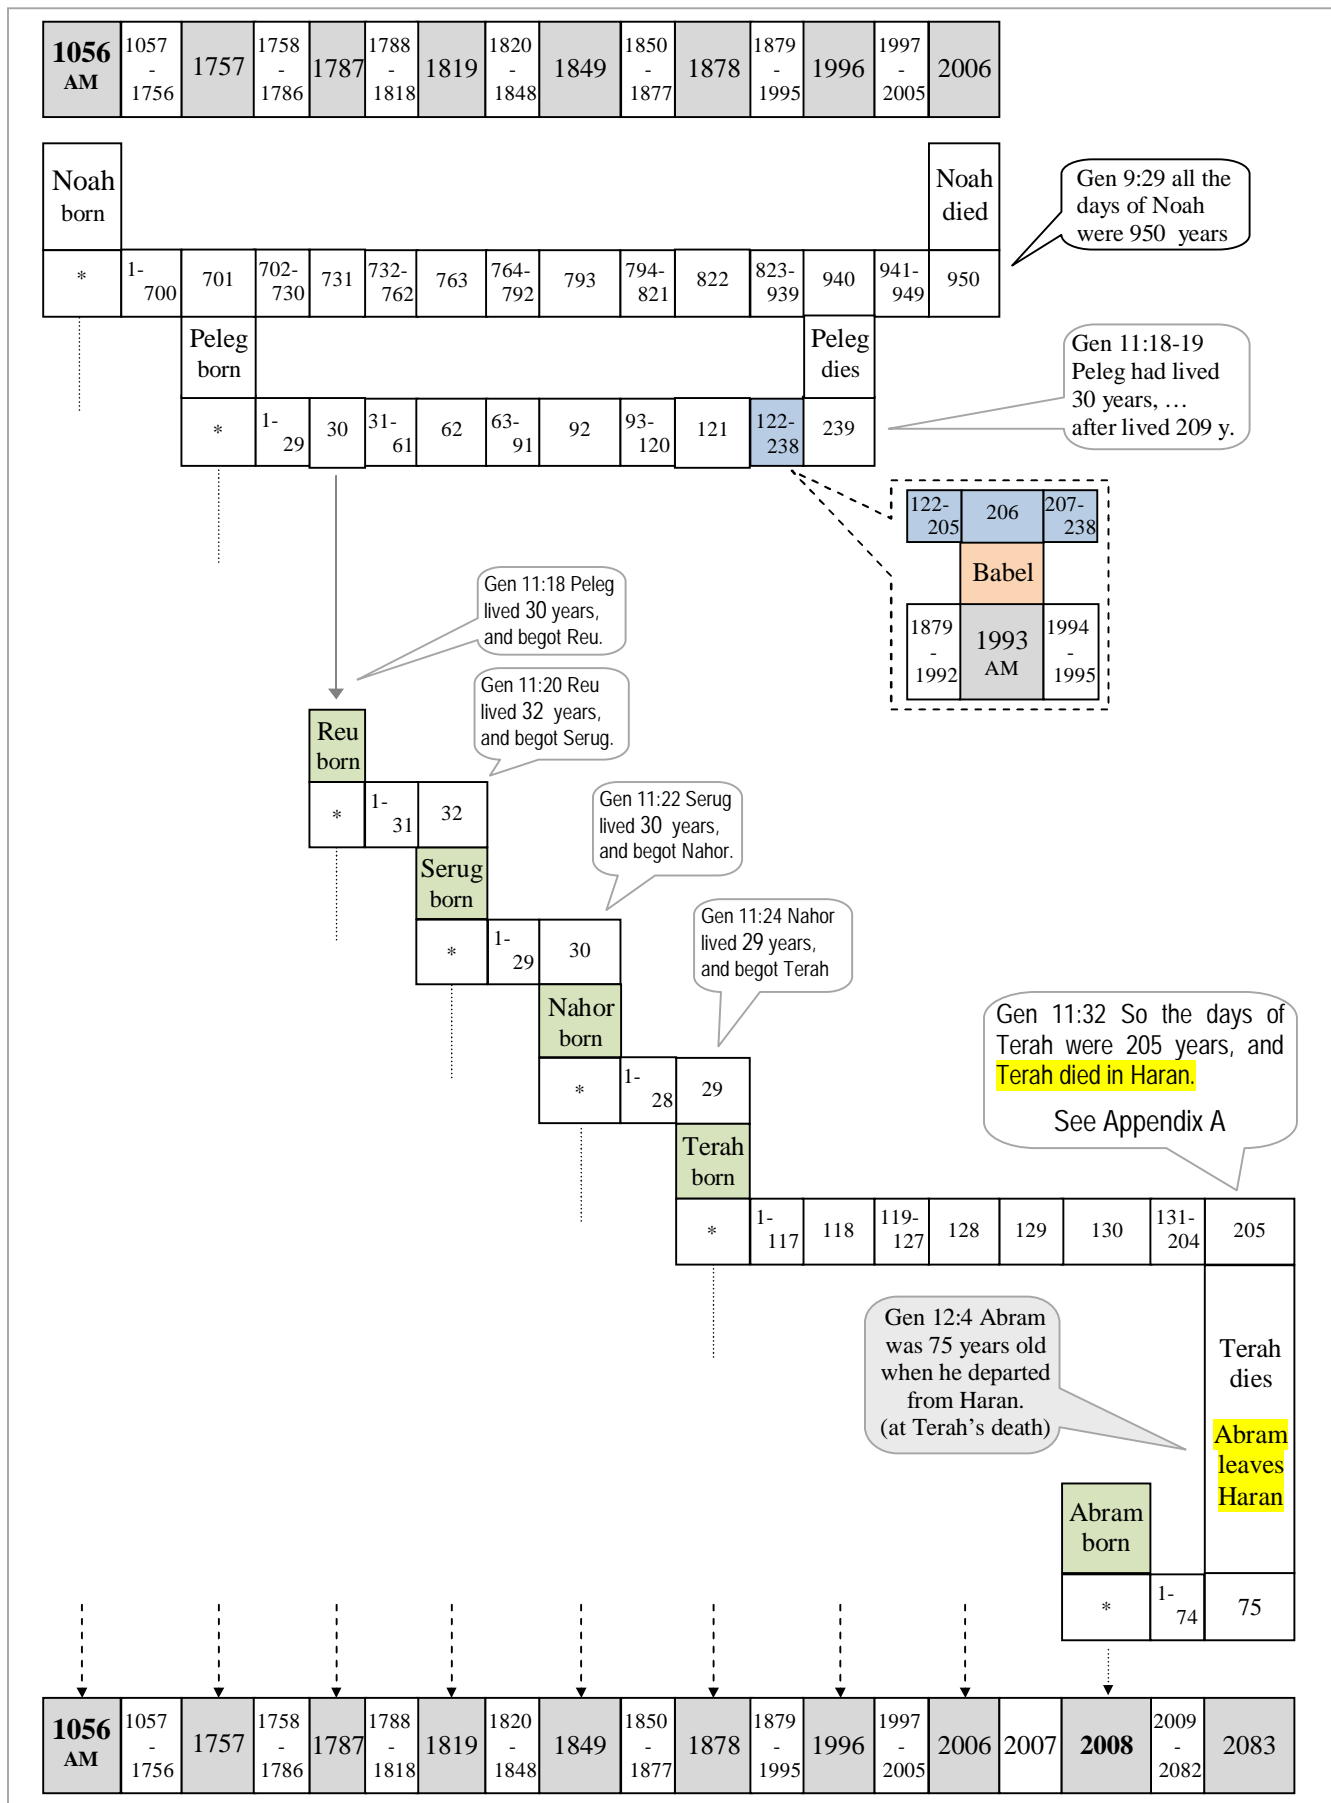 1056 AM 1057 - 1756 1757 1758 - 1786 1787 1788 - 1818 1819 1820 - 1848 1849 1850 - 1877 1878 1879 - 1995 1996 1997 - 2005 2006
Noah born
Noah died
Gen 9:29 all the
days of Noah
were 950 years
* 1-700 701 702-730 731 732-762 763 764-792 793 794-821 822 823-939 940 941-949 950
Peleg born
Peleg dies
Gen 11:18-19
Peleg had lived
30 years, …
after lived 209 y.
* 1-29 30 31-61 62 63-91 92 93-120 121 122-238 239
122-205 206 207-238
Babel
1879 - 1992 1993 AM 1994 - 1995
Gen 11:18 Peleg
lived 30 years,
and begot Reu.
Gen 11:20 Reu
lived 32 years,
and begot Serug.
Reu
born
* 1-31 32
Gen 11:22 Serug
lived 30 years,
and begot Nahor.
Serug
born
* 1-29 30
Gen 11:24 Nahor
lived 29 years,
and begot Terah
Nahor
born
* 1-28 29
Gen 11:32 So the days of
Terah were 205 years, and
Terah died in Haran.
See Appendix A
Terah
born
* 1-117 118 119-127 128 129 130 131-204 205
Gen 12:4 Abram
was 75 years old
when he departed
from Haran.
(at Terah's death)
Terah
dies
Abram
leaves
Haran
Abram
born
* 1-74 75
1056 AM 1057 - 1756 1757 1758 - 1786 1787 1788 - 1818 1819 1820 - 1848 1849 1850 - 1877 1878 1879 - 1995 1996 1997 - 2005 2006 2007 2008 2009 - 2082 2083